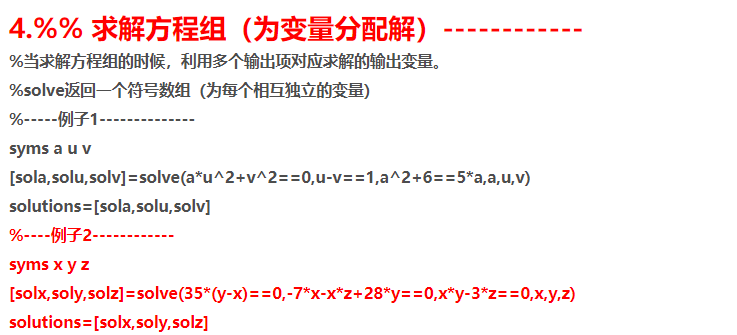 4.%% 求解方程组（为变量分配解）------------
%当求解方程组的时候，利用多个输出项对应求解的输出变量。
%solve返回一个符号数组（为每个相互独立的变量)
%-----例子1--------------
syms a u v
[sola,solu,solv]=solve(a*u^2+v^2==0,u-v==1,a^2+6==5*a,a,u,v)
solutions=[sola,solu,solv]
%----例子2------------
syms x y z
[solx,soly,solz]=solve(35*(y-x)==0,-7*x-x*z+28*y==0,x*y-3*z==0,x,y,z)
solutions=[solx,soly,solz]